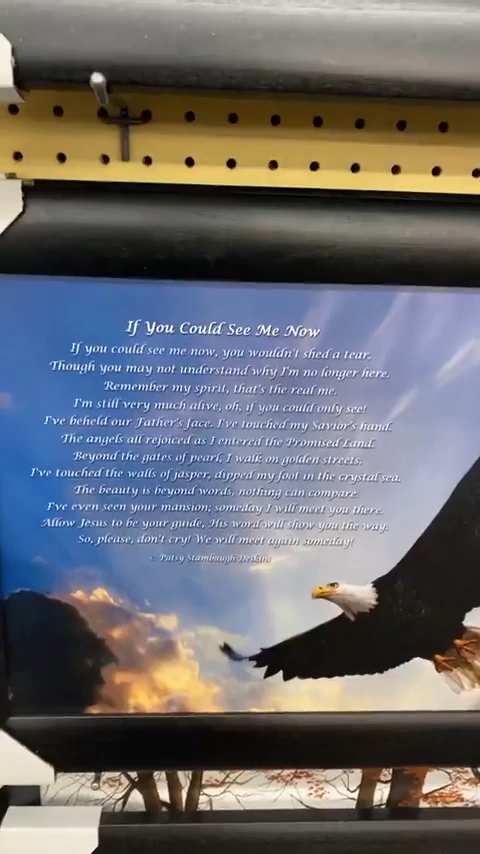 If You Could See Me Now
If you could see me now, you wouldn't shed a tear.
Though you may not understand why I'm no longer here.
Remember my spirit, that's the real me.
I'm still very much alive, oh, if you could only see!
I've beheld our Father's face. I've touched my Savior's hand.
The angels all rejoiced as I entered the Promised Land.
Beyond the gates of pearl, I walk on golden streets.
I've touched the walls of jasper, dipped my foot in the crystal sea.
The beauty is beyond words, nothing can compare.
I've even seen your mansion; someday I will meet you there.
Allow Jesus to be your guide, His word will show you the way.
So, please, don't cry! We will meet again someday!
© Patsy Stambaugh Deskins